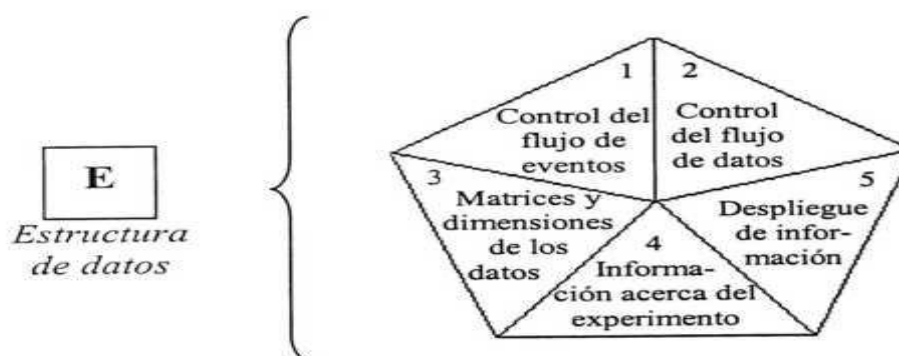 E
Estructura
de datos
1
Control del
flujo de
eventos
2
Control
del flujo
de datos
3
Matrices y
dimensiones
de los
datos
4
Informa-
ción acerca del
experimento
5
Despliegue
de infor-
mación